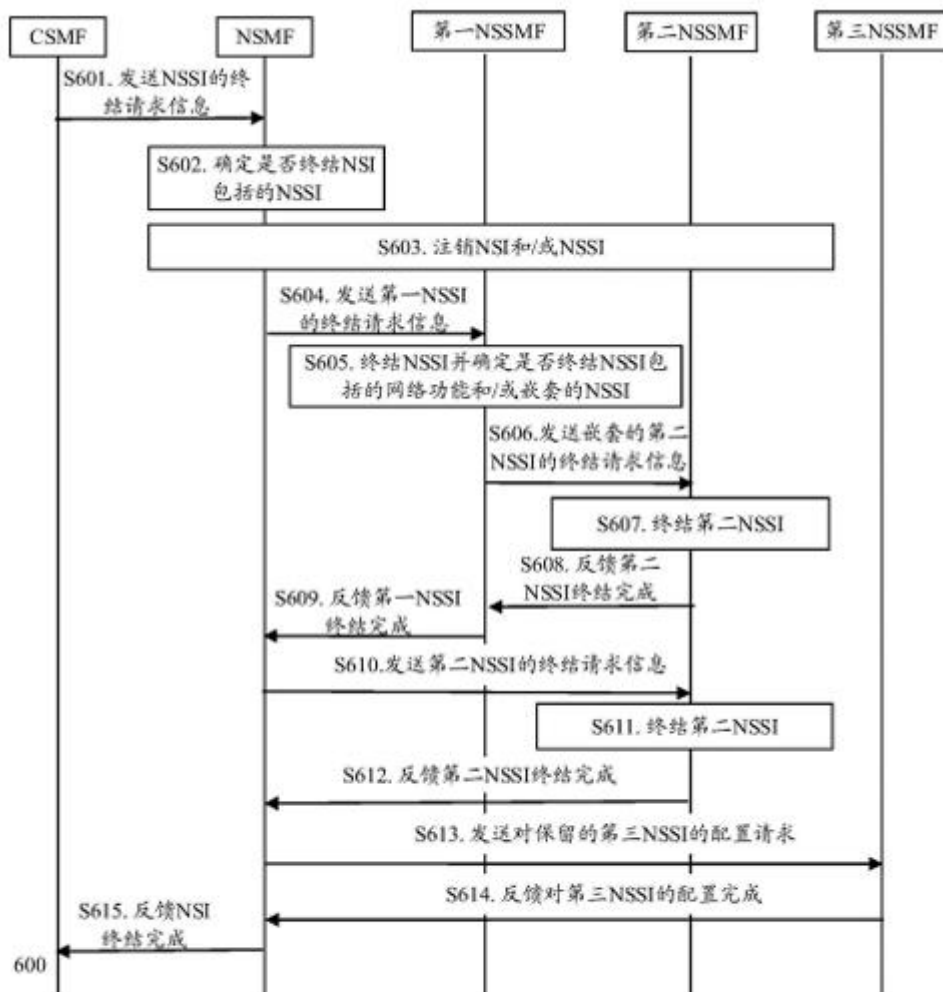 CSMF
NSMF
第一NSSMF
第二NSSMF
第三NSSMF
S601. 发送NSSI的终
结请求信息
S602. 确定是否终结NSI
包括的NSSI
S603. 注销NSI和/或NSSI
S604. 发送第一NSSI
的终结请求信息
S605. 终结NSSI并确定是否终结NSSI包
括的网络功能和/或嵌套的NSSI
S606.发送嵌套的第二
NSSI的终结请求信息
S607. 终结第二NSSI
S608. 反馈第二
NSSI终结完成
S609. 反馈第一NSSI
终结完成
S610.发送第二NSSI的终结请求信息
S611. 终结第二NSSI
S612. 反馈第二NSSI终结完成
S613. 发送对保留的第三NSSI的配置请求
S614. 反馈对第三NSSI的配置完成
S615. 反馈NSI
终结完成
600